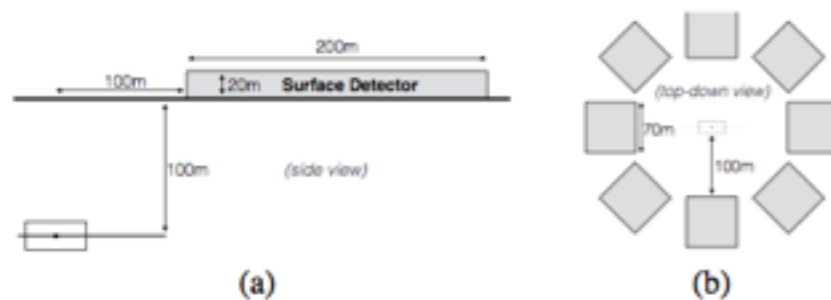 200m
100m
20m
Surface Detector
100m
(side view)
(a)
(top-down view)
70m
100m
(b)